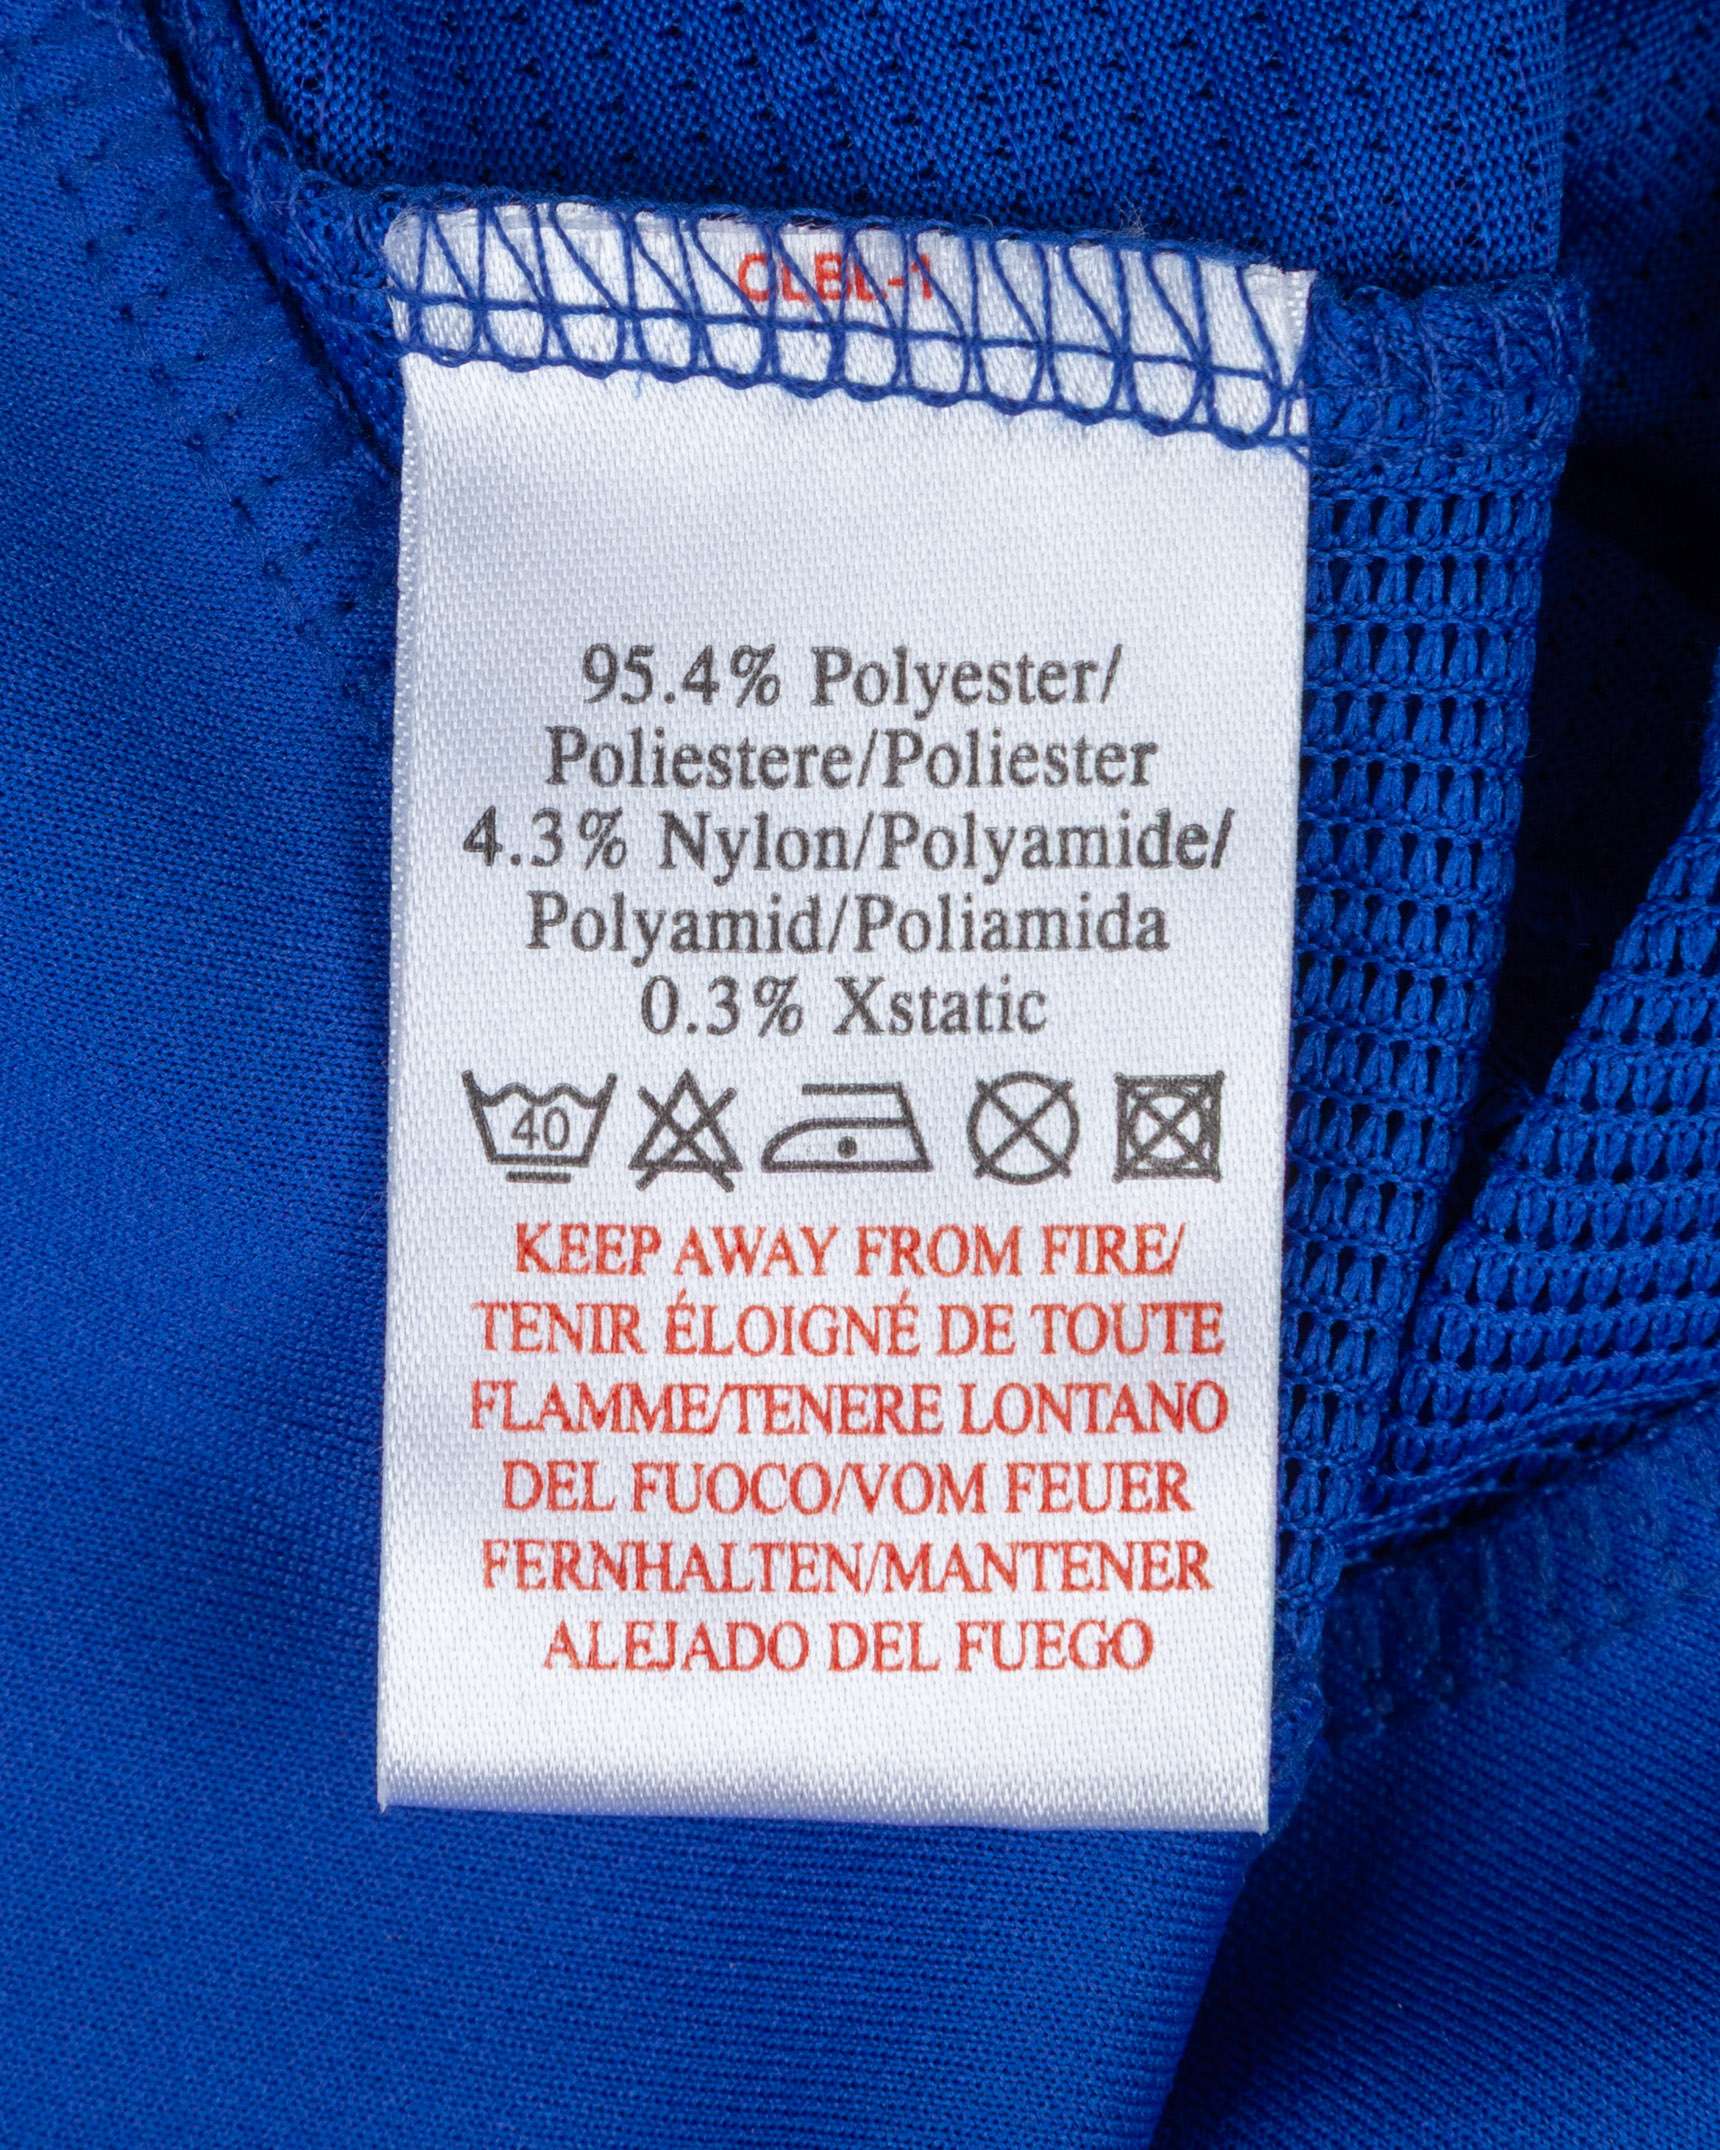 CLBL-1
95.4% Polyester/
Poliestere/Poliester
4.3% Nylon/Polyamide/
Polyamid/Poliamida
0.3% Xstatic
40
KEEP AWAY FROM FIRE/
TENIR ÉLOIGNÉ DE TOUTE
FLAMME/TENERE LONTANO
DEL FUOCO/VOM FEUER
FERNHALTEN/MANTENER
ALEJADO DEL FUEGO